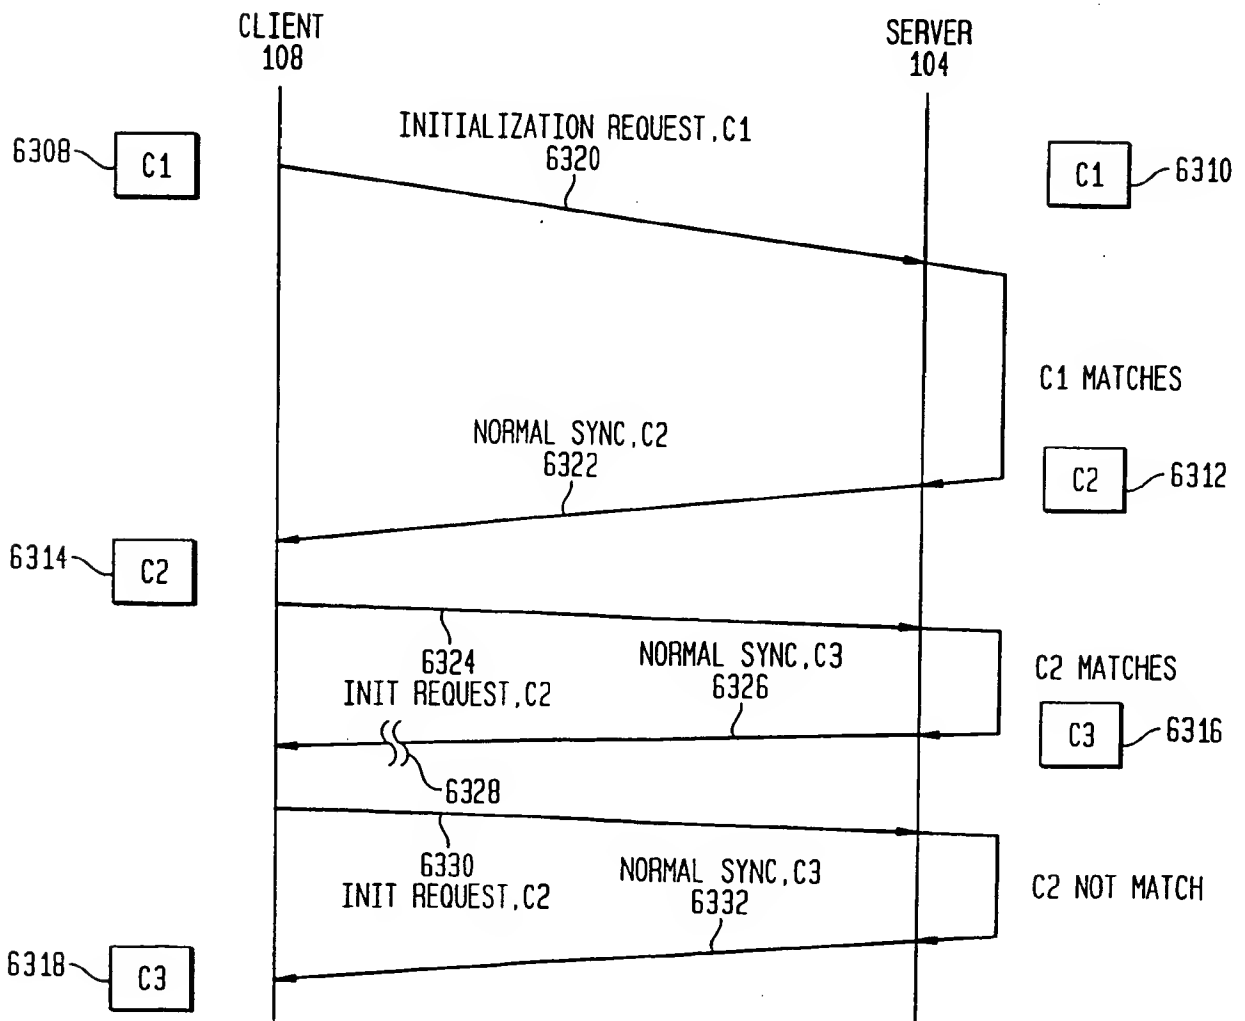 CLIENT
108
SERVER
104
INITIALIZATION REQUEST,C1
6320
6308
C1
C1
6310
C1 MATCHES
NORMAL SYNC,C2
6322
C2
6312
6314
C2
6324
INIT REQUEST,C2
NORMAL SYNC,C3
6326
C2 MATCHES
C3
6316
6328
6330
INIT REQUEST,C2
NORMAL SYNC,C3
6332
C2 NOT MATCH
6318
C3